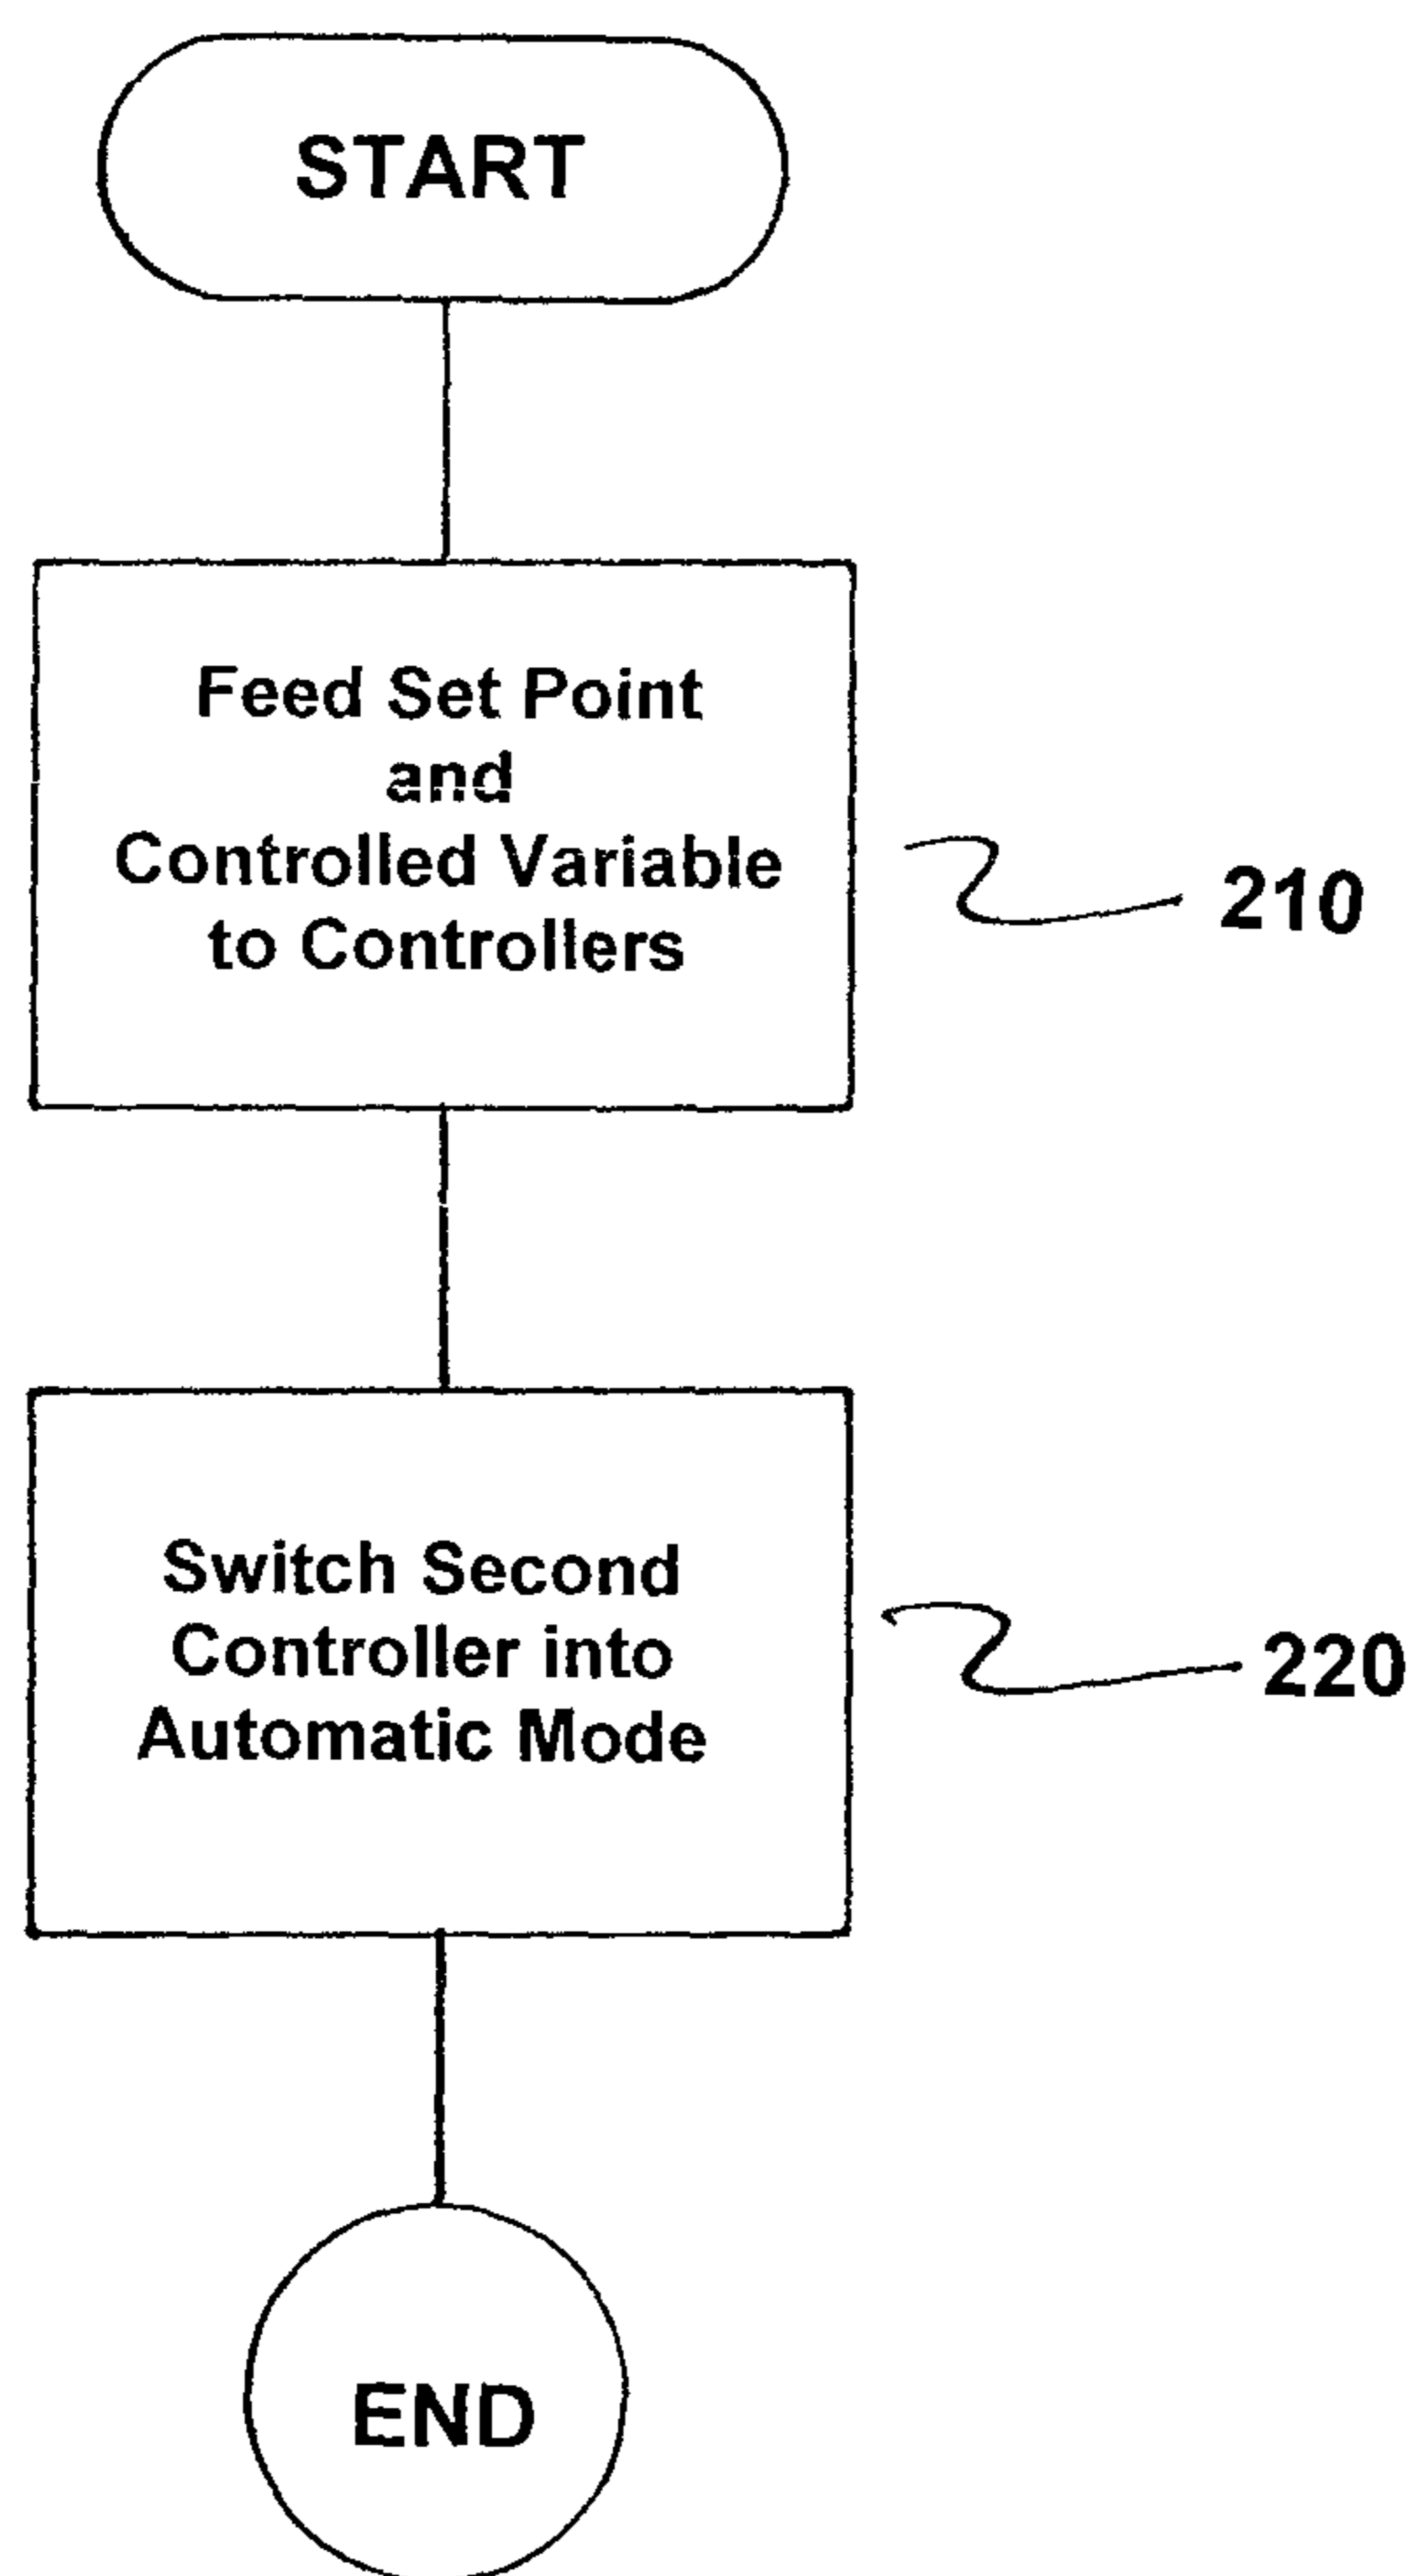 START
Feed Set Point
and
Controlled Variable
to Controllers
210
Switch Second
Controller into
Automatic Mode
220
END